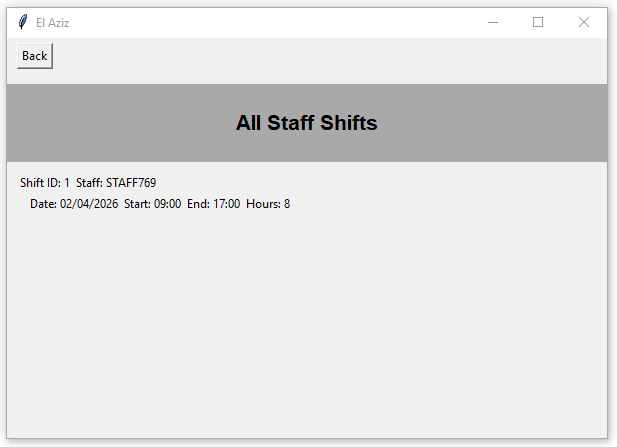 El Aziz
Back
All Staff Shifts
Shift ID: 1  Staff: STAFF769
Date: 02/04/2026  Start: 09:00  End: 17:00  Hours: 8